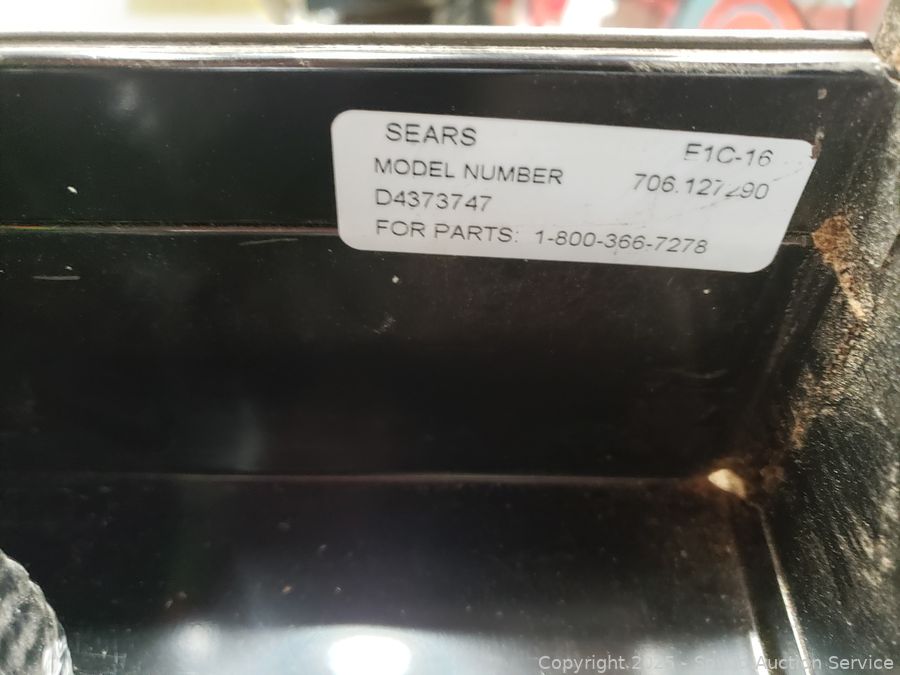 SEARS E1C-16
MODEL NUMBER 706.127290
D4373747
FOR PARTS: 1-800-366-7278
Copyright 2025 - Auction Service